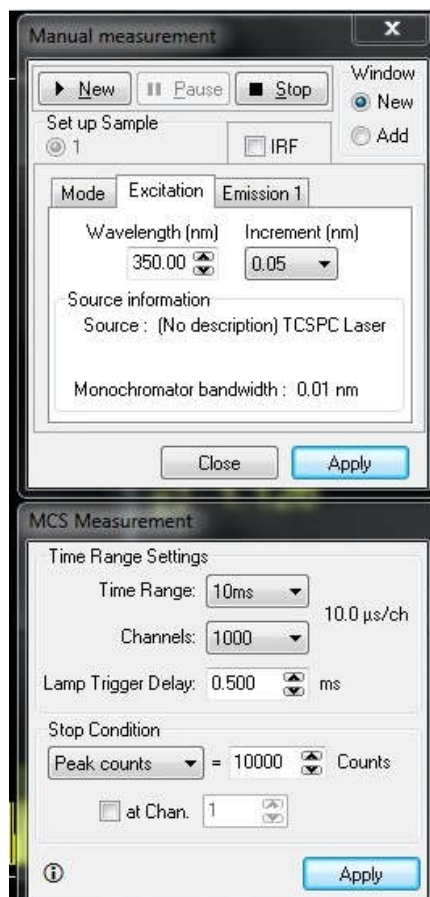 Manual measurement
New Pause Stop
Window
New
Add
Set up Sample
1
IRF
Mode Excitation Emission 1
Wavelength (nm) Increment (nm)
350.00 0.05
Source information
Source : (No description) TCSPC Laser
Monochromator bandwidth : 0.01 nm
Close Apply
MCS Measurement
Time Range Settings
Time Range: 10ms
10.0 µs/ch
Channels: 1000
Lamp Trigger Delay: 0.500 ms
Stop Condition
Peak counts = 10000 Counts
at Chan. 1
Apply